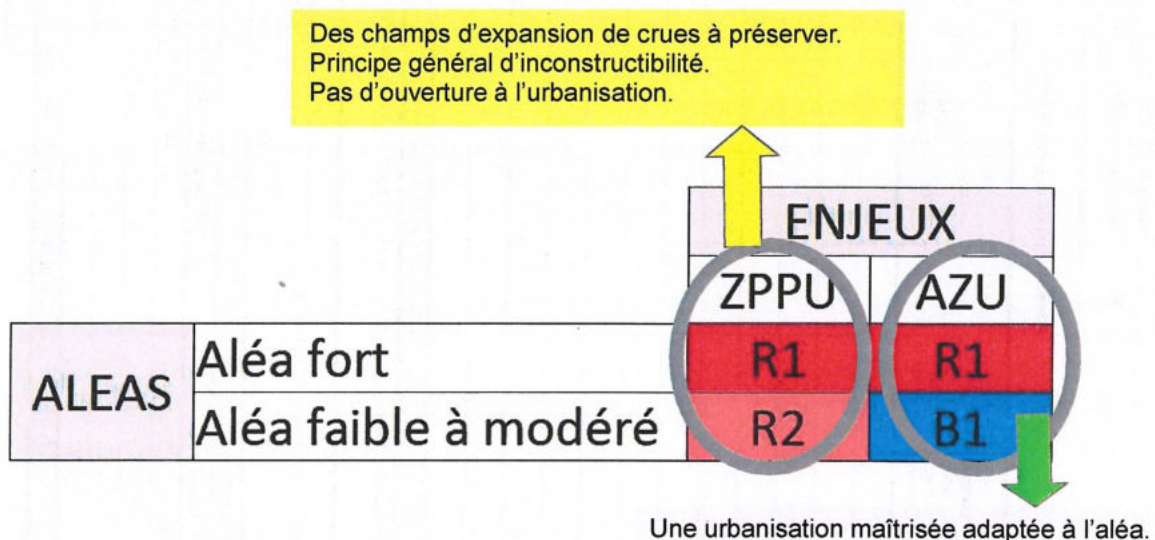 Des champs d'expansion de crues à préserver.
Principe général d'inconstructibilité.
Pas d'ouverture à l'urbanisation.
ENJEUX
ZPPU AZU
ALEAS
Aléa fort R1 R1
Aléa faible à modéré R2 B1
Une urbanisation maîtrisée adaptée à l'aléa.